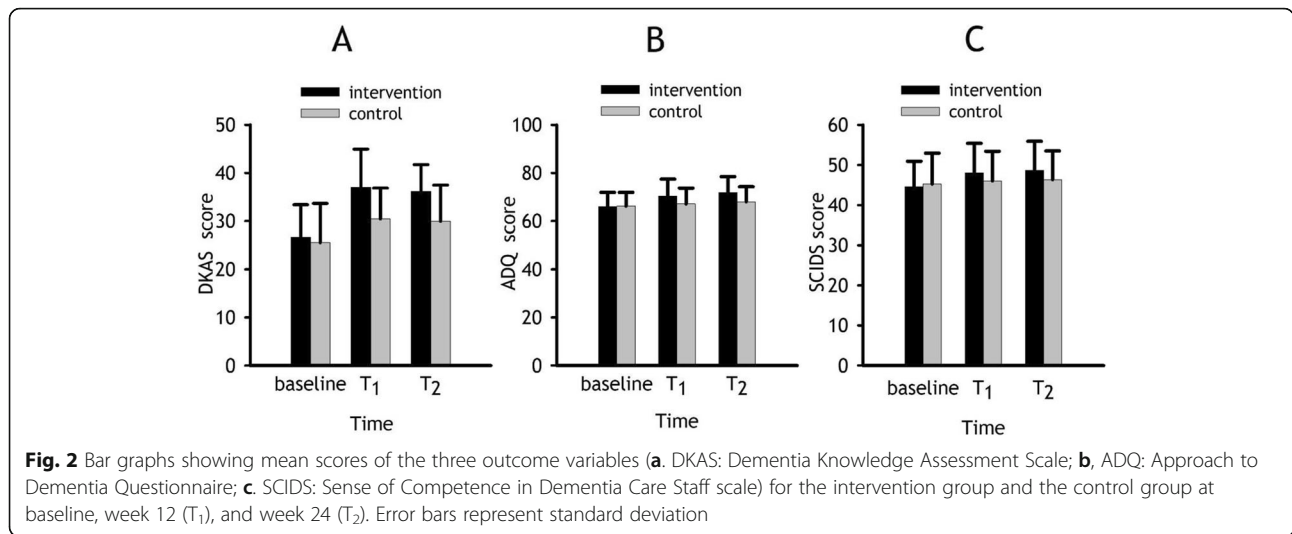 A
intervention
control
50
40
30
20
10
0
DKAS score
baseline T₁ T₂
Time
B
intervention
control
100
80
60
40
20
0
ADQ score
baseline T₁ T₂
Time
C
intervention
control
60
50
40
30
20
10
0
SCIDS score
baseline T₁ T₂
Time
Fig. 2 Bar graphs showing mean scores of the three outcome variables (a. DKAS: Dementia Knowledge Assessment Scale; b, ADQ: Approach to
Dementia Questionnaire; c. SCIDS: Sense of Competence in Dementia Care Staff scale) for the intervention group and the control group at
baseline, week 12 (T₁), and week 24 (T₂). Error bars represent standard deviation